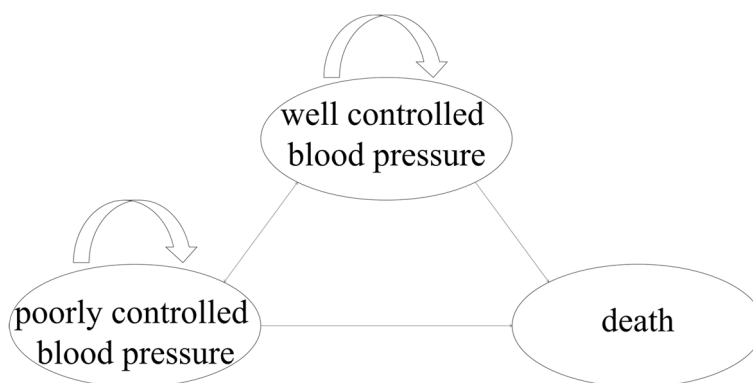 well controlled
blood pressure
poorly controlled
blood pressure
death